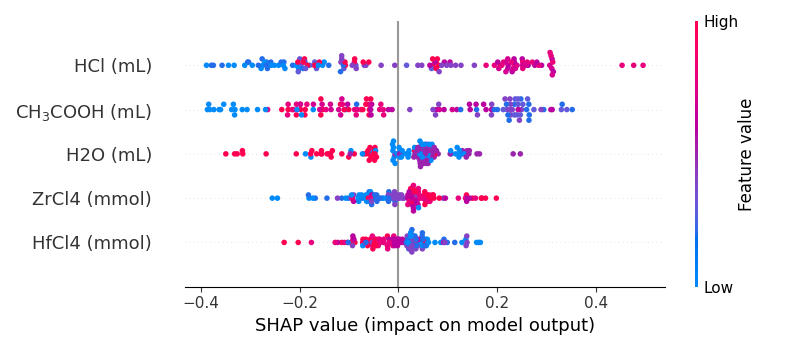 High
HCl (mL)
CH₃COOH (mL)
H2O (mL)
ZrCl4 (mmol)
HfCl4 (mmol)
Feature value
Low
−0.4 −0.2 0.0 0.2 0.4
SHAP value (impact on model output)